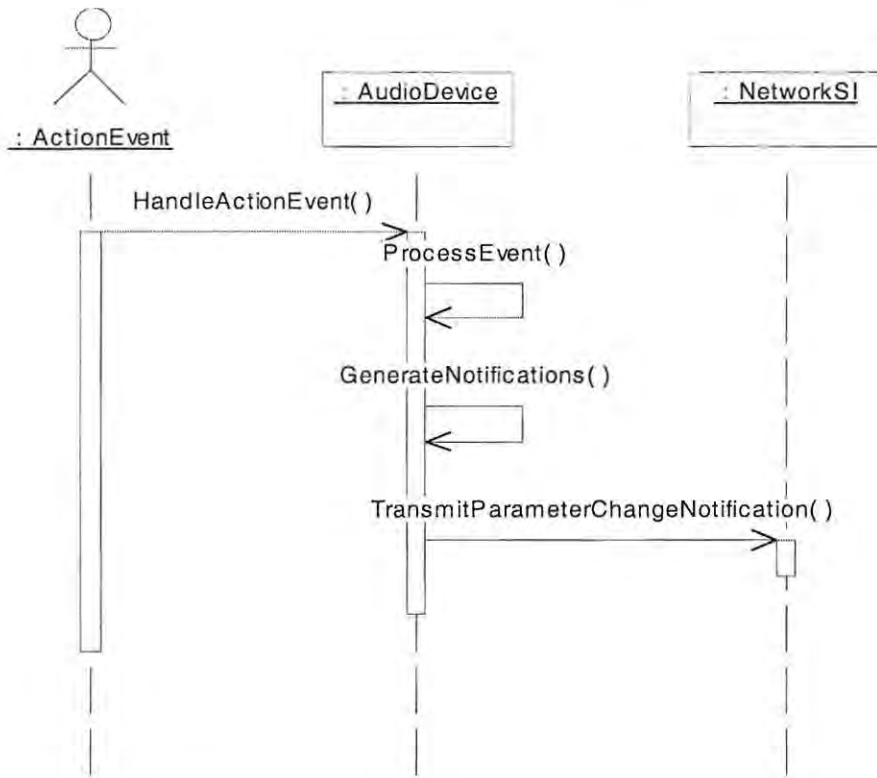 : AudioDevice
: NetworkSI
: ActionEvent
HandleActionEvent( )
ProcessEvent( )
GenerateNotifications( )
TransmitParameterChangeNotification( )